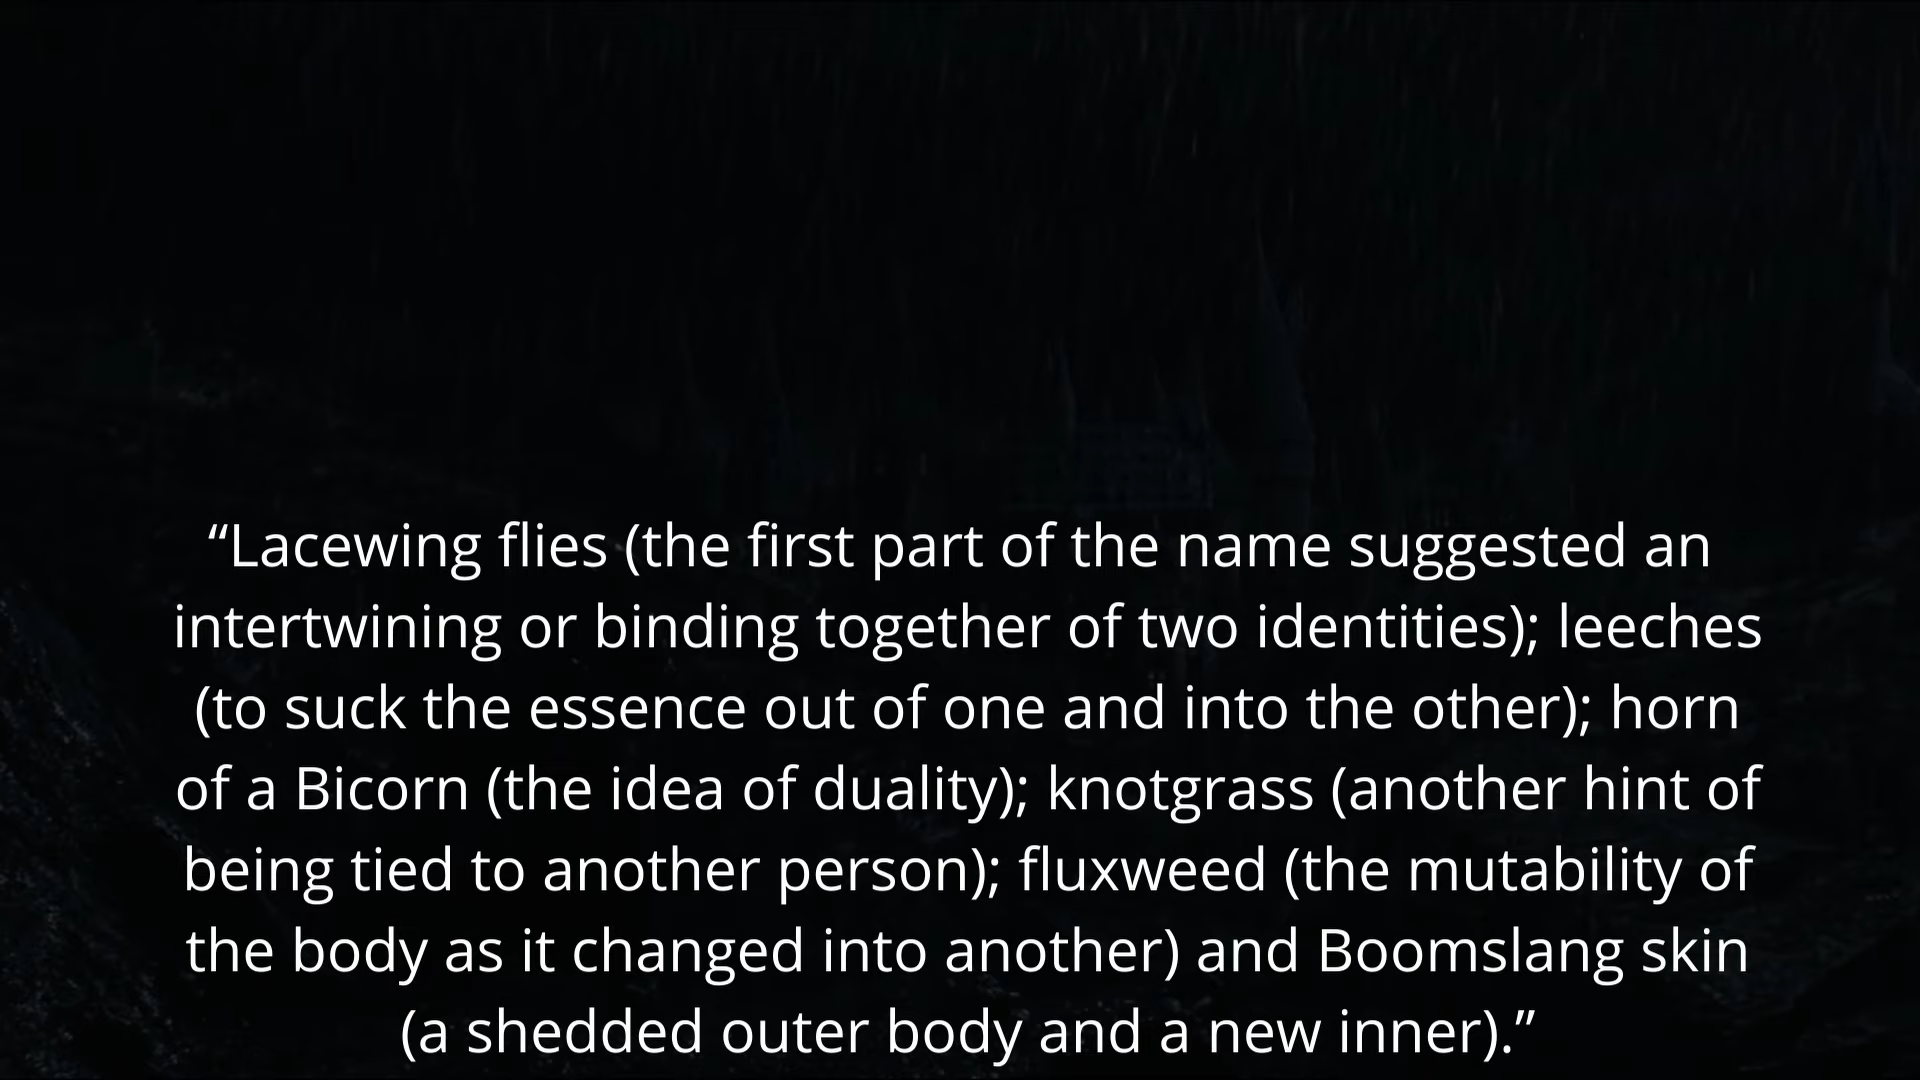 “Lacewing flies (the first part of the name suggested an
intertwining or binding together of two identities); leeches
(to suck the essence out of one and into the other); horn
of a Bicorn (the idea of duality); knotgrass (another hint of
being tied to another person); fluxweed (the mutability of
the body as it changed into another) and Boomslang skin
(a shedded outer body and a new inner).”